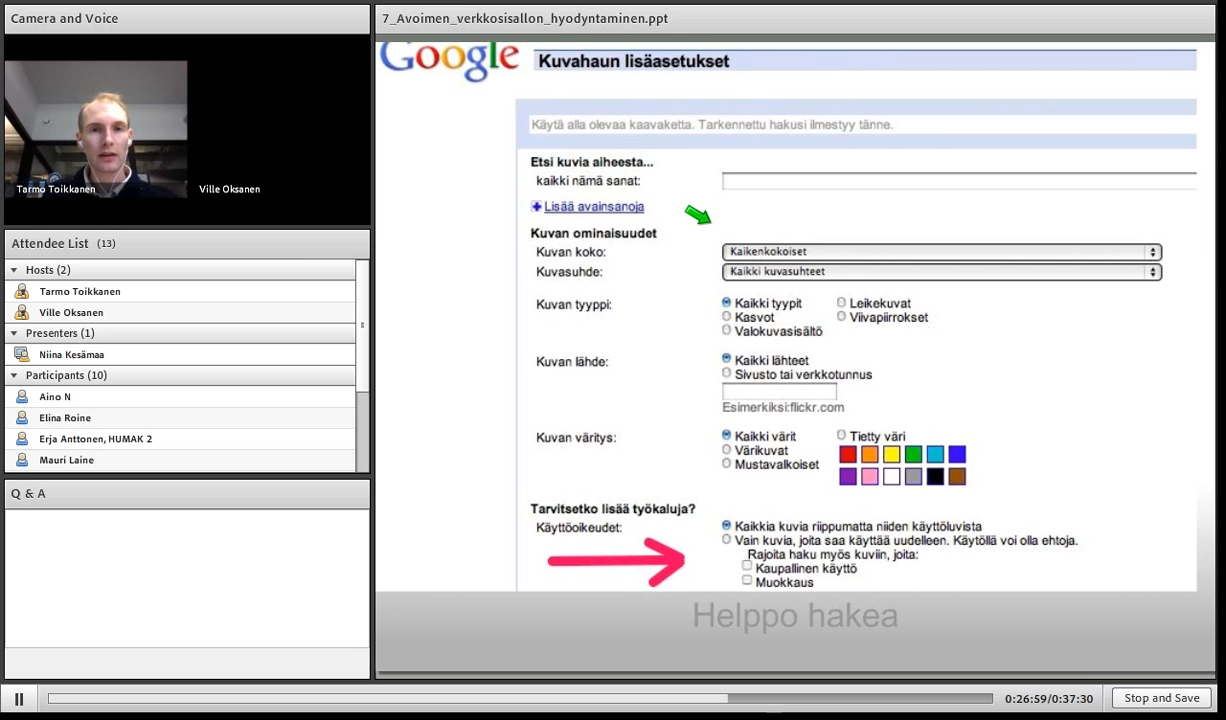 Camera and Voice
Tarmo Toikkanen
Ville Oksanen
Attendee List (13)
Hosts (2)
Tarmo Toikkanen
Ville Oksanen
Presenters (1)
Niina Kesämaa
Participants (10)
Aino N
Elina Roine
Erja Anttonen, HUMAK 2
Mauri Laine
Q & A
7_Avoimen_verkkosisallon_hyodyntaminen.ppt
Google
Kuvahaun lisäasetukset
Käytä alla olevaa kaavaketta. Tarkennettu hakusi ilmestyy tänne.
Etsi kuvia aiheesta...
kaikki nämä sanat:
Lisää avainsanoja
Kuvan ominaisuudet
Kuvan koko: Kaikenkokoiset
Kuvasuhde: Kaikki kuvasuhteet
Kuvan tyyppi: Kaikki tyypit Leikekuvat
Kasvot Viivapiirrokset
Valokuvasisältö
Kuvan lähde: Kaikki lähteet
Sivusto tai verkkotunnus
Esimerkiksi:flickr.com
Kuvan väritys: Kaikki värit Tietty väri
Värikuvat
Mustavalkoiset
Tarvitsetko lisää työkaluja?
Käyttöoikeudet: Kaikkia kuvia riippumatta niiden käyttöluvista
Vain kuvia, joita saa käyttää uudelleen. Käytöllä voi olla ehtoja.
Rajoita haku myös kuviin, joita:
Kaupallinen käyttö
Muokkaus
Helppo hakea
0:26:59/0:37:30
Stop and Save